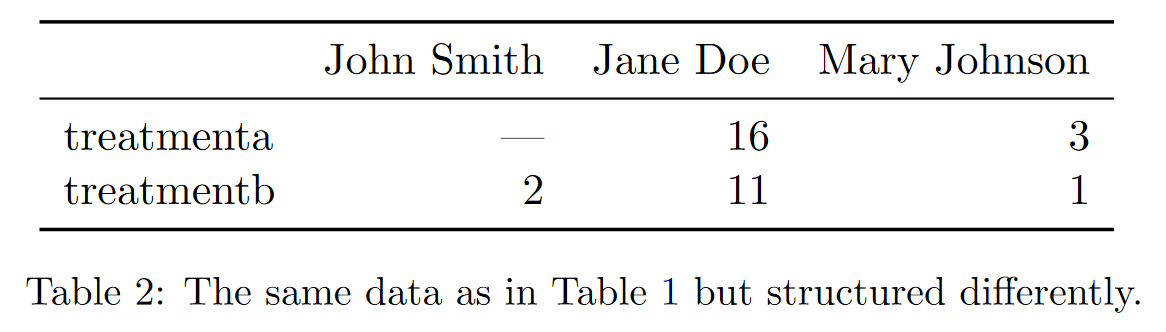 John Smith Jane Doe Mary Johnson
treatmenta — 16 3
treatmentb 2 11 1
Table 2: The same data as in Table 1 but structured differently.